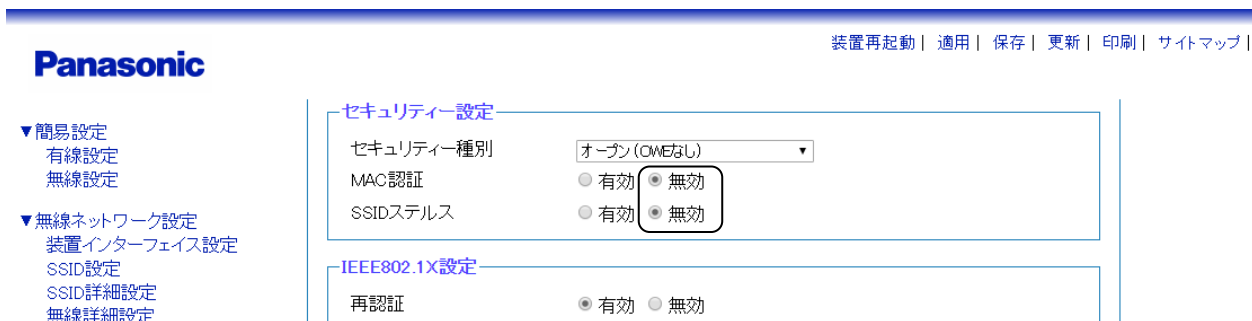 装置再起動| 適用| 保存| 更新| 印刷| サイトマップ|
Panasonic
▼簡易設定
有線設定
無線設定
▼無線ネットワーク設定
装置インターフェイス設定
SSID設定
SSID詳細設定
無線詳細設定
セキュリティー設定
セキュリティー種別 オープン(OWEなし) ▼
MAC認証 有効 無効
SSIDステルス 有効 無効
IEEE802.1X設定
再認証 有効 無効